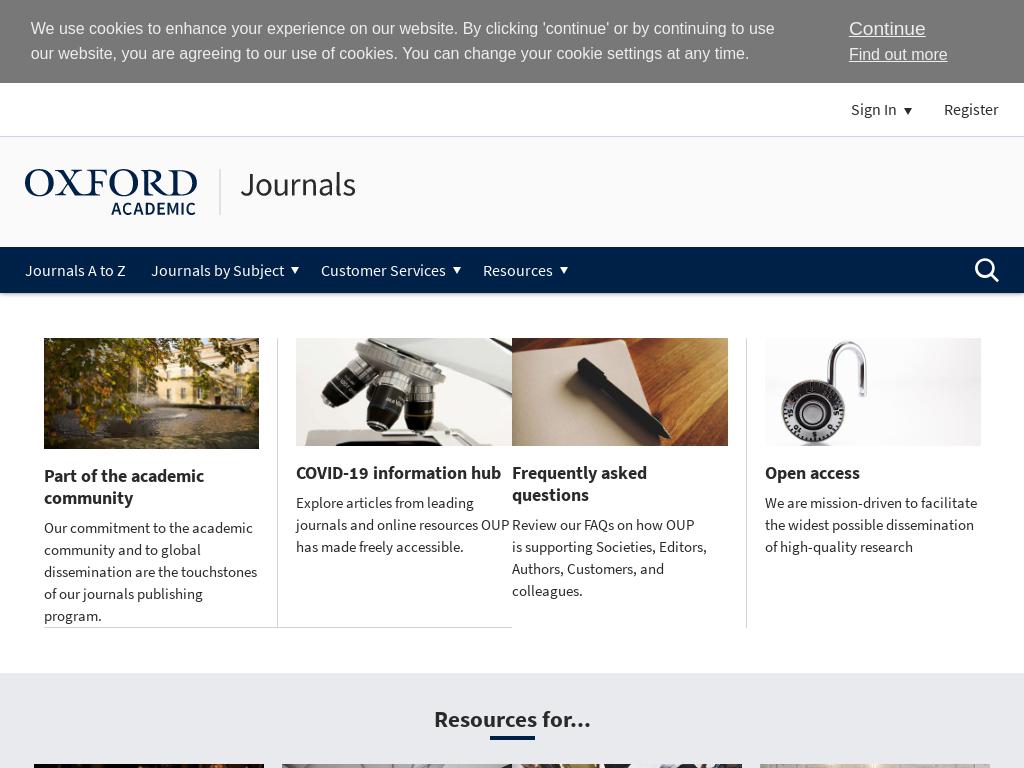 We use cookies to enhance your experience on our website. By clicking 'continue' or by continuing to use
our website, you are agreeing to our use of cookies. You can change your cookie settings at any time.
Continue
Find out more
Sign In
Register
OXFORD
ACADEMIC
Journals
Journals A to Z
Journals by Subject
Customer Services
Resources
Part of the academic
community
Our commitment to the academic
community and to global
dissemination are the touchstones
of our journals publishing
program.
COVID-19 information hub
Explore articles from leading
journals and online resources OUP
has made freely accessible.
Frequently asked
questions
Review our FAQs on how OUP
is supporting Societies, Editors,
Authors, Customers, and
colleagues.
Open access
We are mission-driven to facilitate
the widest possible dissemination
of high-quality research
Resources for...